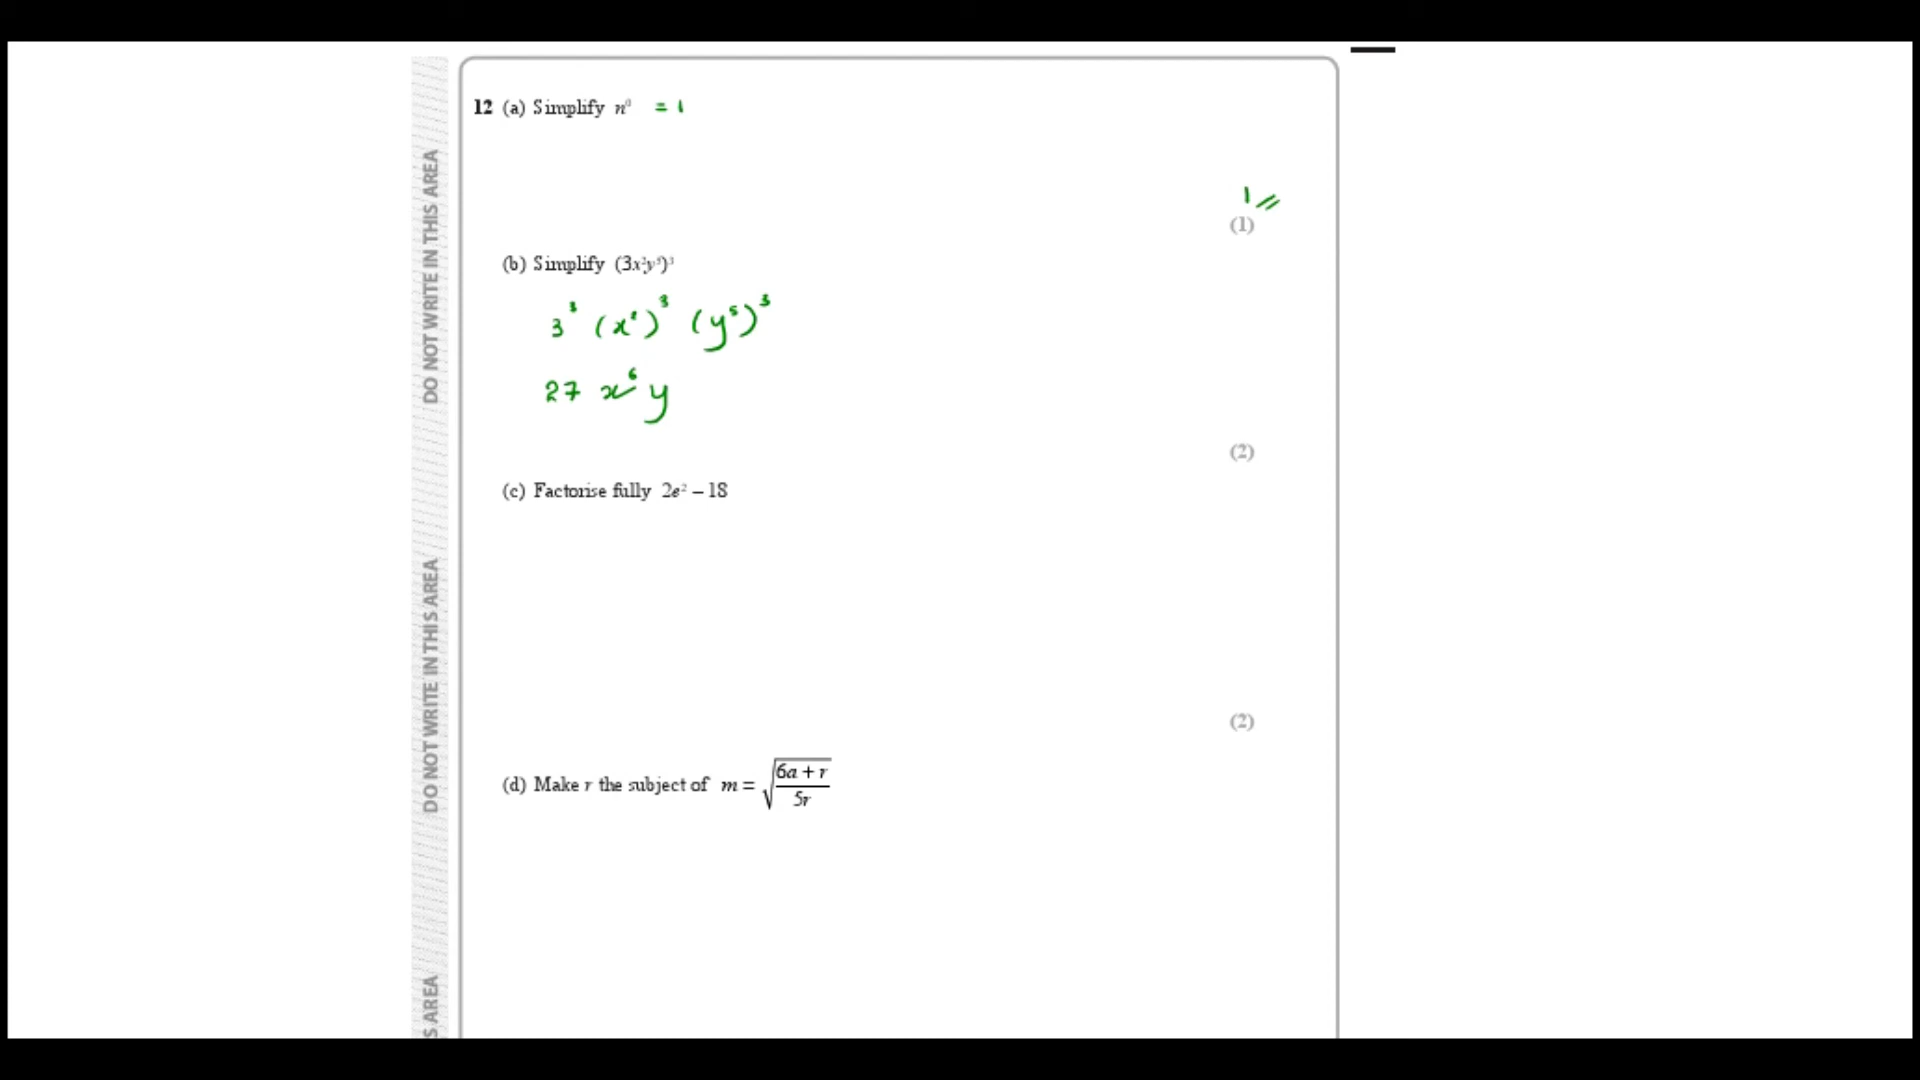 12 (a) Simplify n⁰ = 1
1
(1)
(b) Simplify (3x²y⁵)³
3³ (x²)³ (y⁵)³
27 x⁶ y
(2)
(c) Factorise fully 2e² – 18
(2)
(d) Make r the subject of m = √((6a + r)/(5r))
DO NOT WRITE IN THIS AREA
DO NOT WRITE IN THIS AREA
S AREA